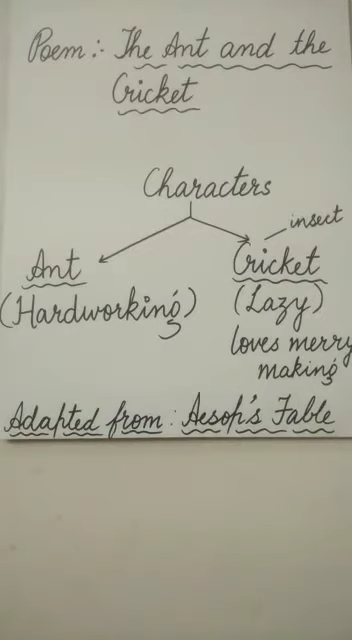 Poem:- The Ant and the
Cricket
Characters
insect
Ant
Cricket
(Hardworking)
(Lazy)
loves merry
making
Adapted from: Aesop's Fable